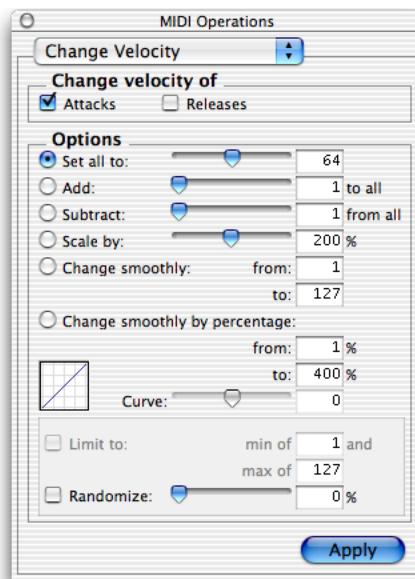 MIDI Operations
Change Velocity
Change velocity of
Attacks Releases
Options
Set all to: 64
Add: 1 to all
Subtract: 1 from all
Scale by: 200 %
Change smoothly: from: 1
to: 127
Change smoothly by percentage:
from: 1 %
to: 400 %
Curve: 0
Limit to: min of 1 and
max of 127
Randomize: 0 %
Apply